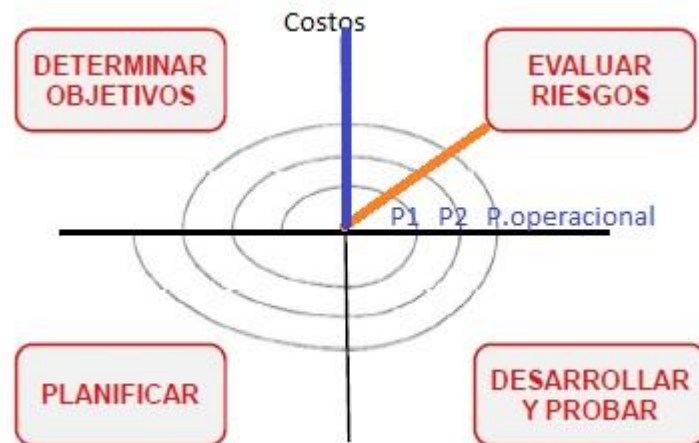 Costos
DETERMINAR
OBJETIVOS
EVALUAR
RIESGOS
P1 P2 P.operacional
PLANIFICAR
DESARROLLAR
Y PROBAR